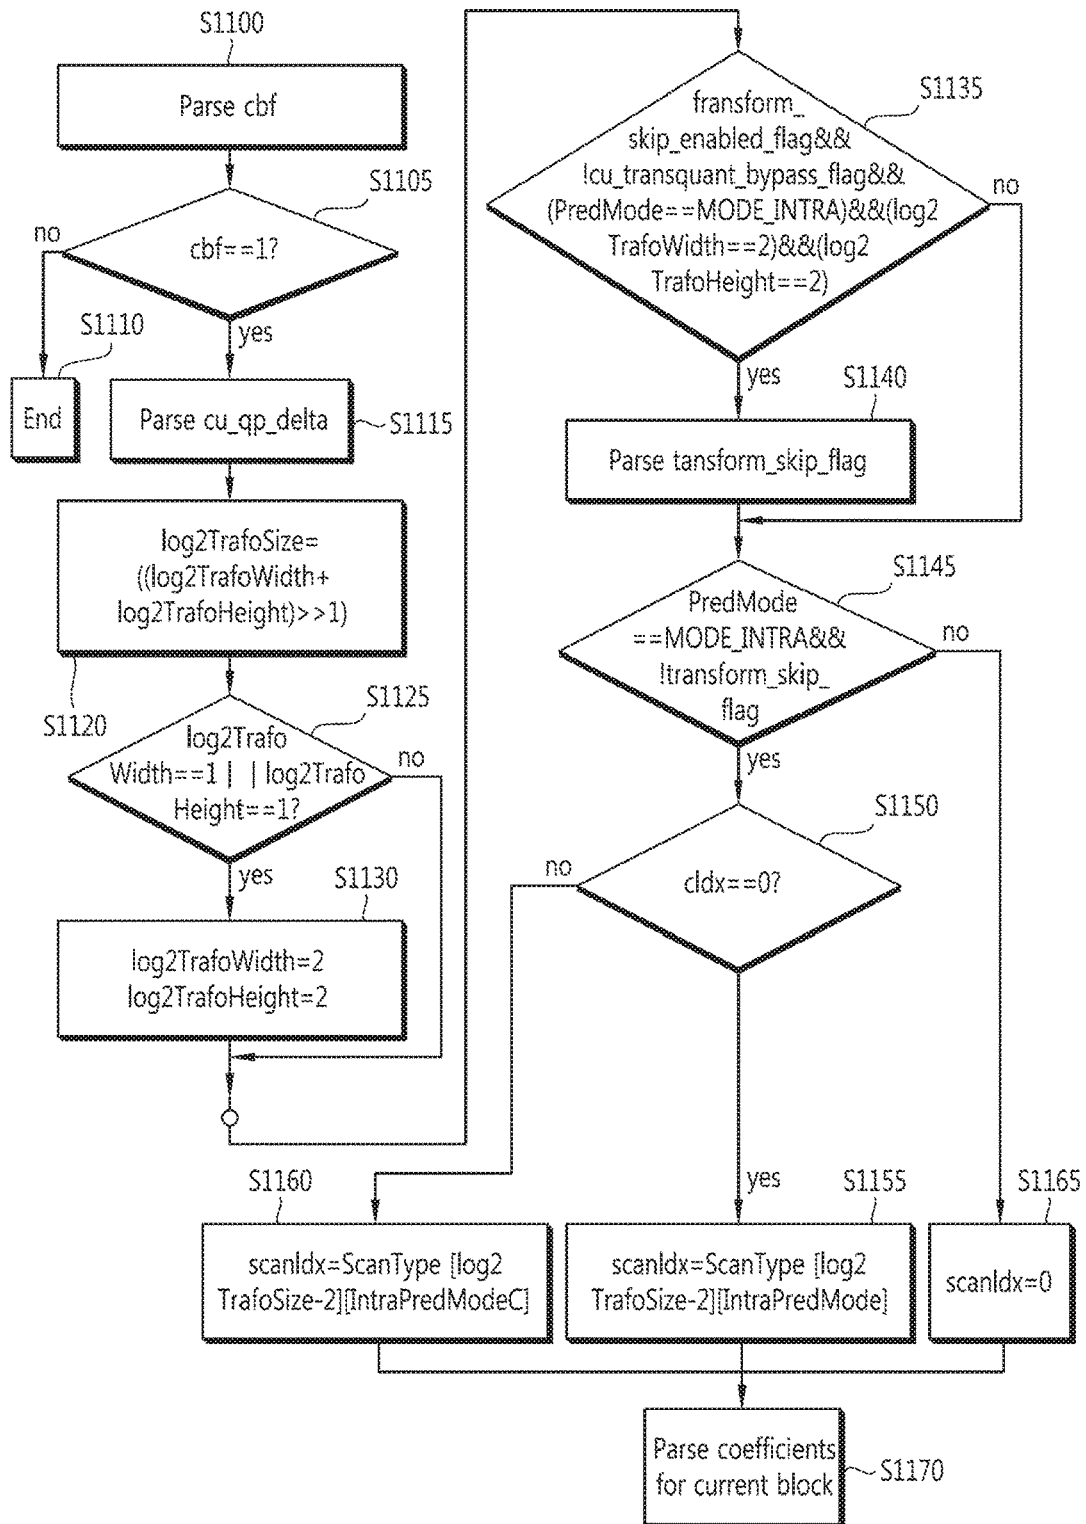 S1100
Parse cbf
S1105
cbf==1?
no
yes
S1110
End
Parse cu_qp_delta
S1115
log2TrafoSize=
((log2TrafoWidth+
log2TrafoHeight)>>1)
S1120
S1125
log2Trafo
Width==1 | | log2Trafo
Height==1?
no
yes
S1130
log2TrafoWidth=2
log2TrafoHeight=2
S1135
fransform_
skip_enabled_flag&&
!cu_transquant_bypass_flag&&
(PredMode==MODE_INTRA)&&(log2
TrafoWidth==2)&&(log2
TrafoHeight==2)
no
yes
S1140
Parse tansform_skip_flag
S1145
PredMode
==MODE_INTRA&&
!transform_skip_
flag
no
yes
S1150
cIdx==0?
no
yes
S1160
scanIdx=ScanType [log2
TrafoSize-2][IntraPredModeC]
S1155
scanIdx=ScanType [log2
TrafoSize-2][IntraPredMode]
S1165
scanIdx=0
Parse coefficients
for current block
S1170